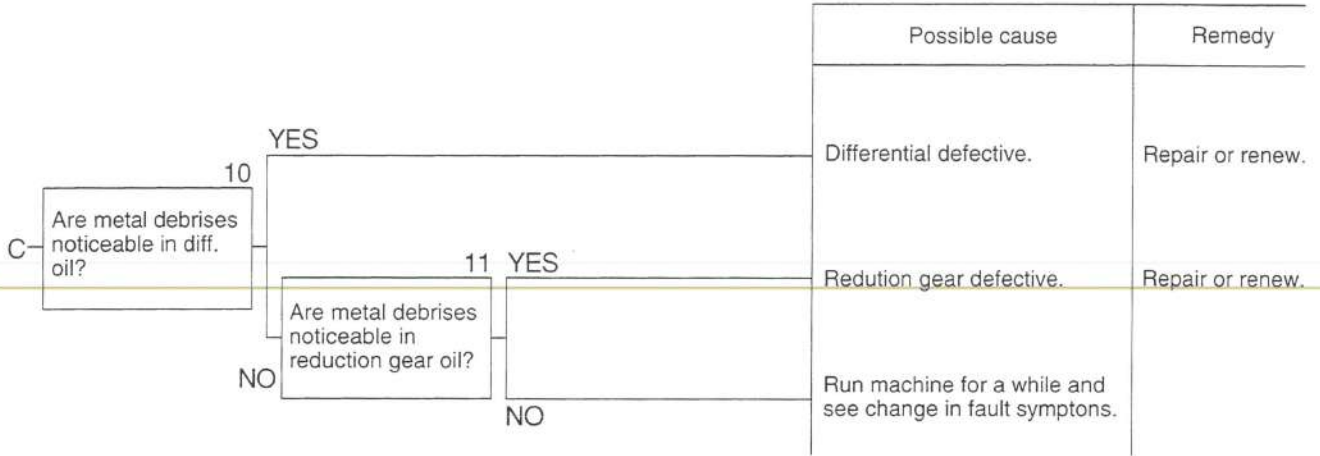 Possible cause
Remedy
YES
Differential defective.
Repair or renew.
10
Are metal debrises
noticeable in diff.
oil?
C
11
YES
Redution gear defective.
Repair or renew.
Are metal debrises
noticeable in
reduction gear oil?
NO
Run machine for a while and
see change in fault symptons.
NO